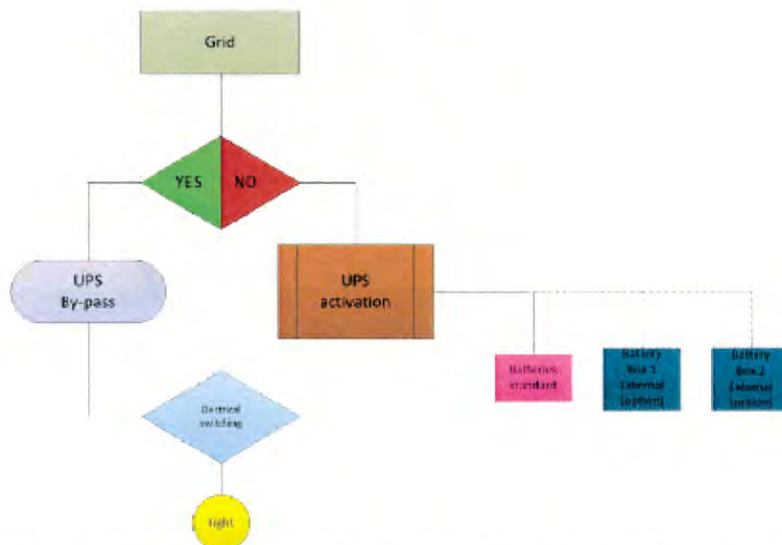 Grid
YES NO
UPS
By-pass
UPS
activation
Batteries
standard
Battery
Box 1
(external
(option)
Battery
Box 2
(external
(option)
Electrical
switching
Light